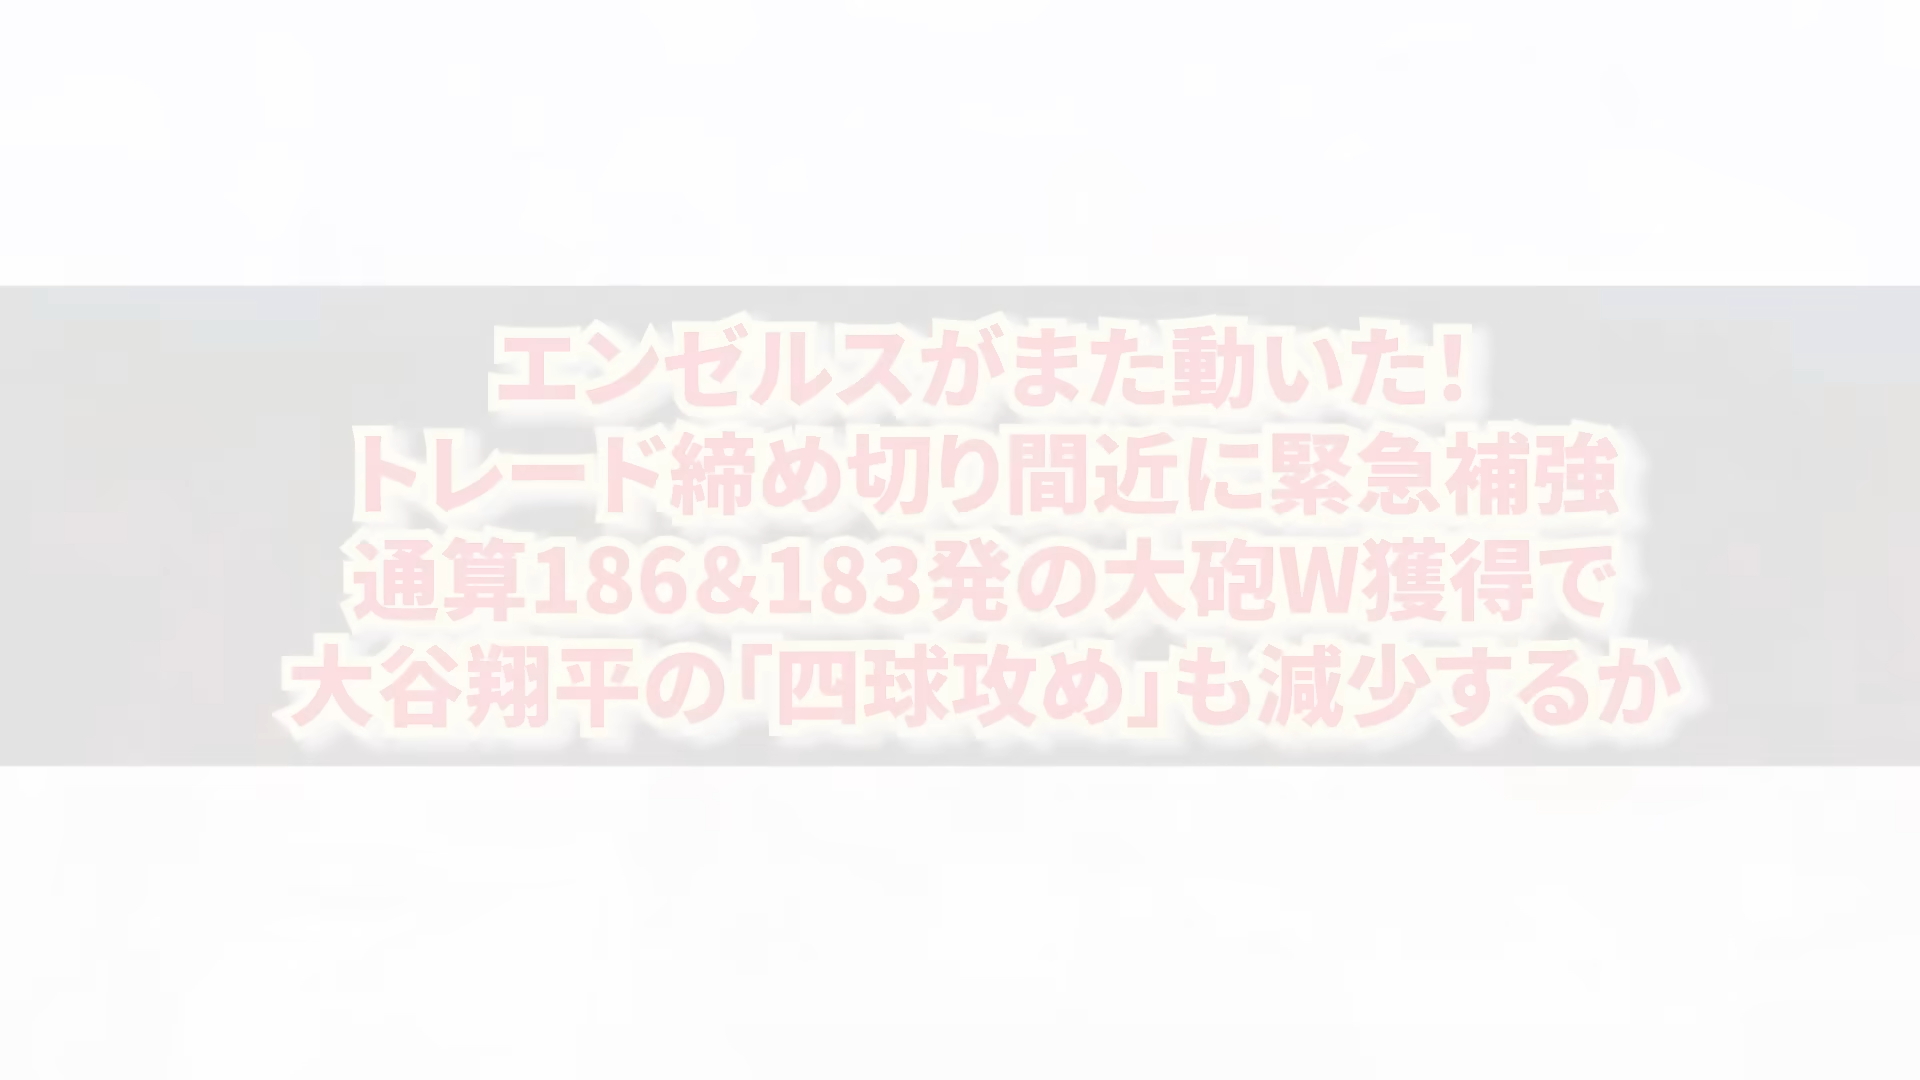 エンゼルスがまた動いた!
トレード締め切り間近に緊急補強
通算186&183発の大砲W獲得で
大谷翔平の｢四球攻め｣も減少するか